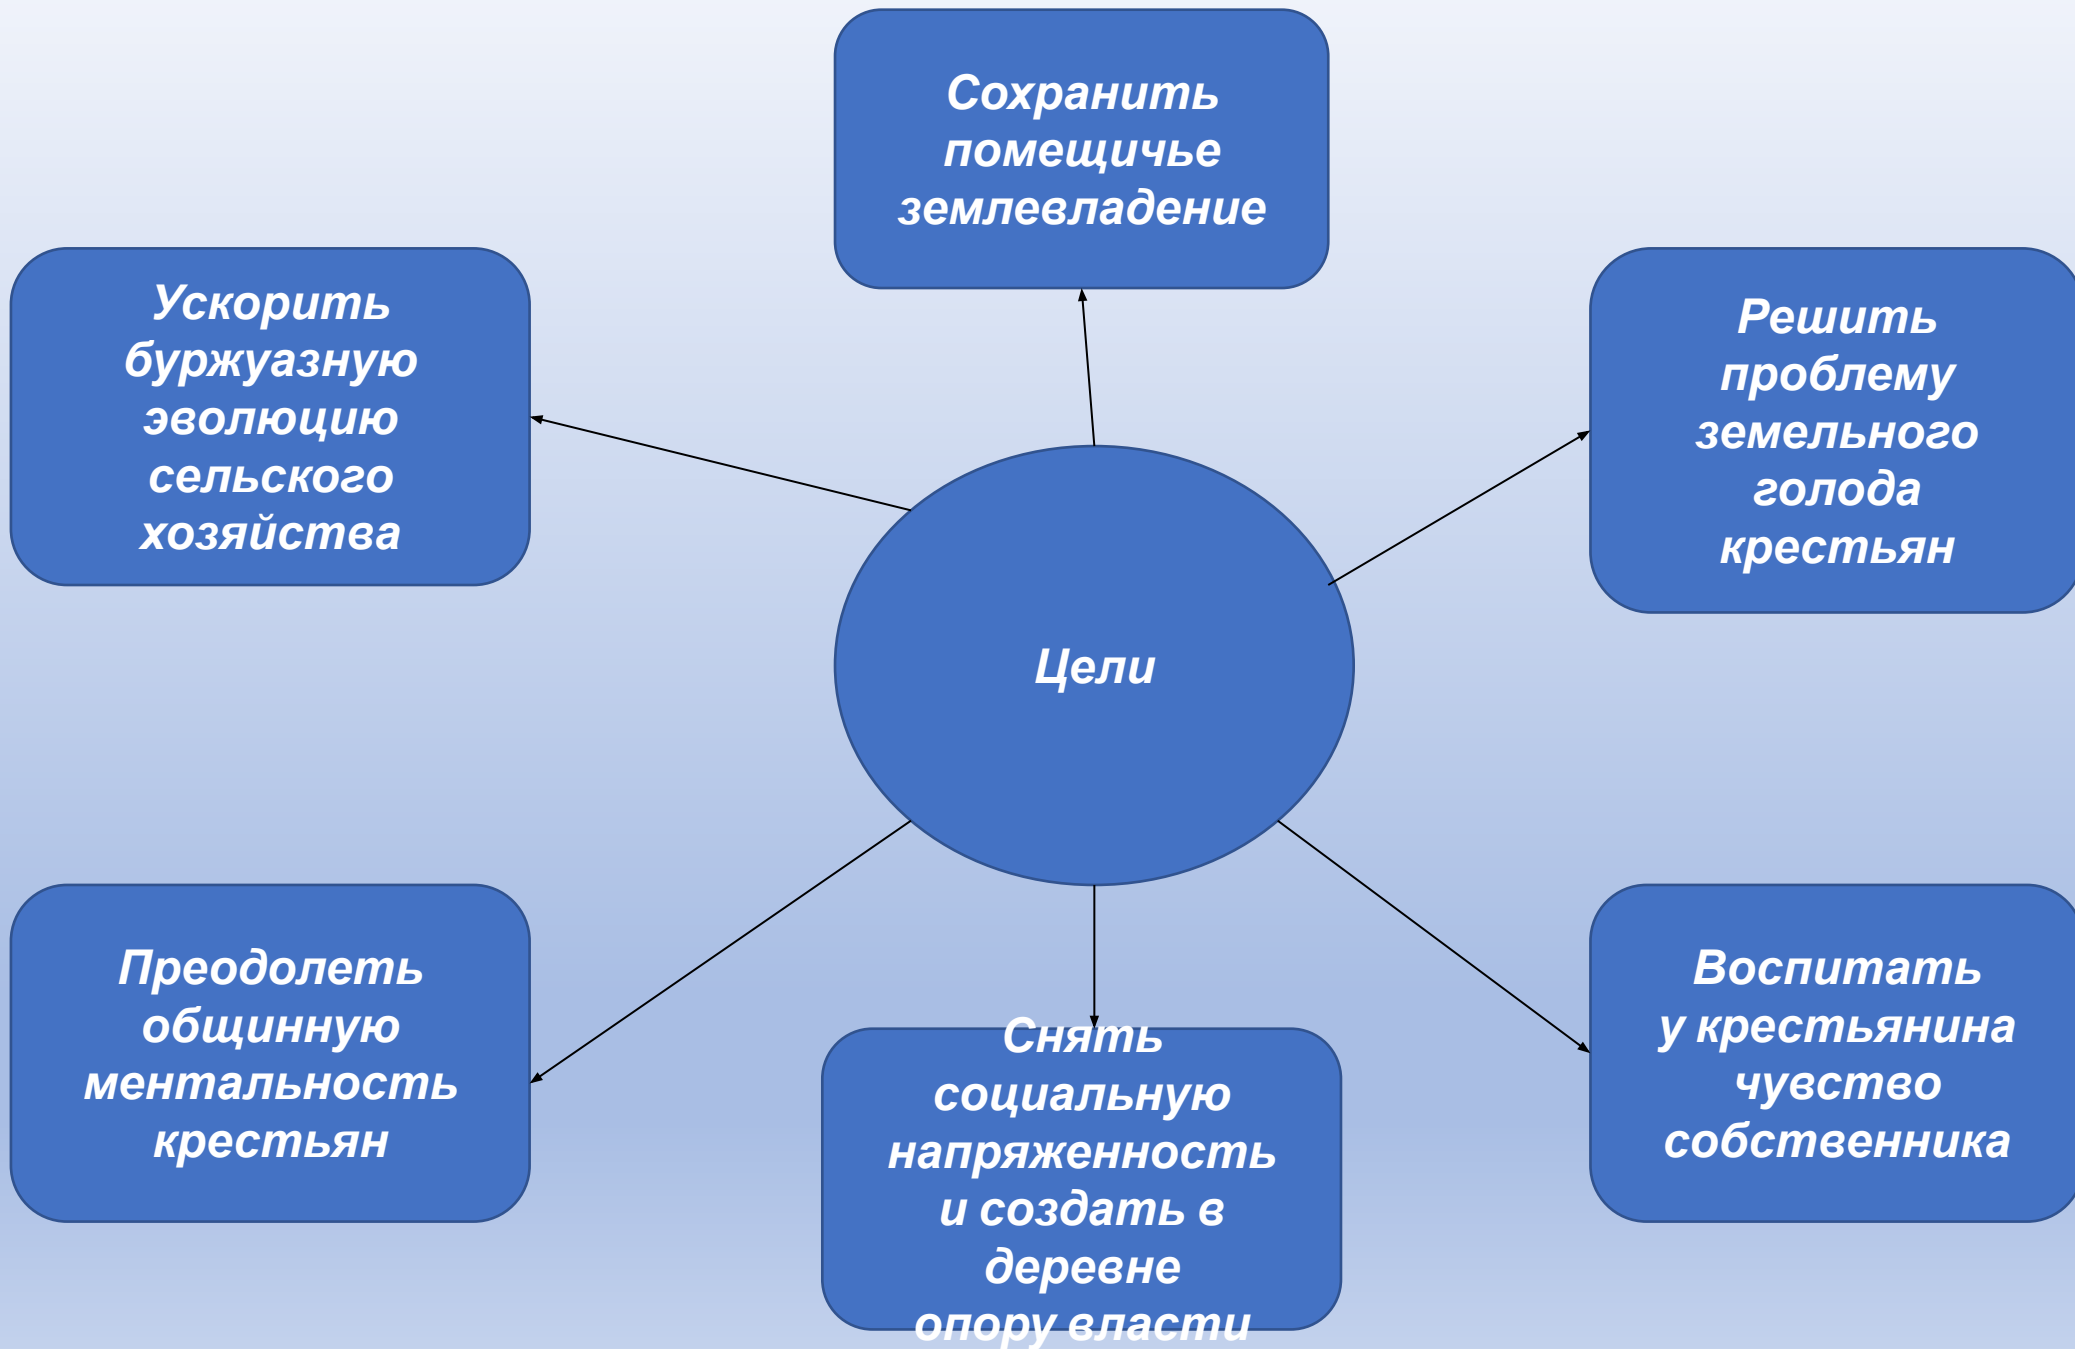 Сохранить
помещичье
землевладение
Ускорить
буржуазную
эволюцию
сельского
хозяйства
Решить
проблему
земельного
голода
крестьян
Цели
Преодолеть
общинную
ментальность
крестьян
Снять
социальную
напряженность
и создать в
деревне
опору власти
Воспитать
у крестьянина
чувство
собственника